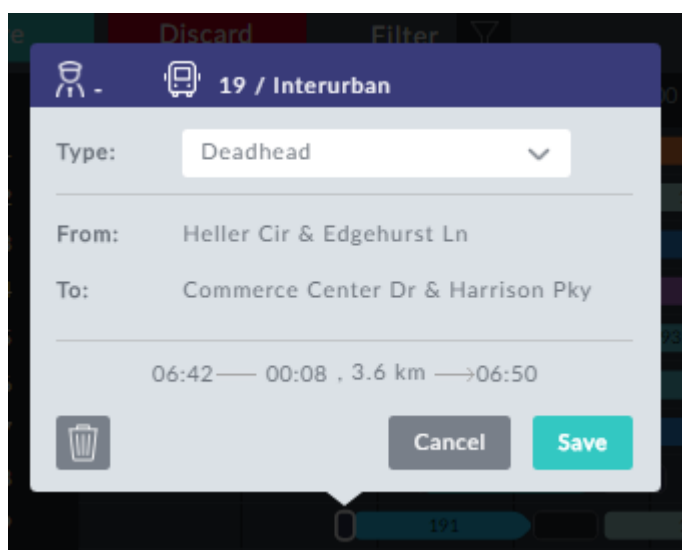 Discard Filter
- 19 / Interurban
Type: Deadhead
From: Heller Cir & Edgehurst Ln
To: Commerce Center Dr & Harrison Pky
06:42 — 00:08 , 3.6 km →06:50
Cancel Save
191